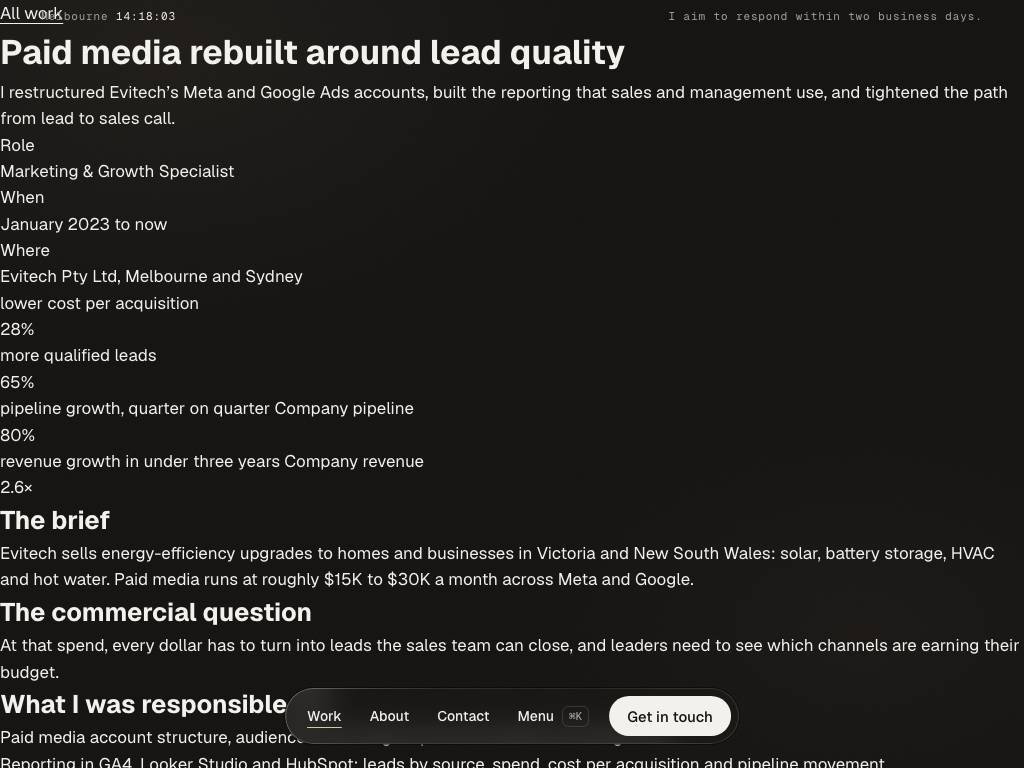 All work
14:18:03
I aim to respond within two business days.
Paid media rebuilt around lead quality
I restructured Evitech’s Meta and Google Ads accounts, built the reporting that sales and management use, and tightened the path
from lead to sales call.
Role
Marketing & Growth Specialist
When
January 2023 to now
Where
Evitech Pty Ltd, Melbourne and Sydney
lower cost per acquisition
28%
more qualified leads
65%
pipeline growth, quarter on quarter Company pipeline
80%
revenue growth in under three years Company revenue
2.6×
The brief
Evitech sells energy-efficiency upgrades to homes and businesses in Victoria and New South Wales: solar, battery storage, HVAC
and hot water. Paid media runs at roughly $15K to $30K a month across Meta and Google.
The commercial question
At that spend, every dollar has to turn into leads the sales team can close, and leaders need to see which channels are earning their
budget.
What I was responsible
Work About Contact Menu ⌘K Get in touch
Paid media account structure,
Reporting in GA4, Looker Studio and HubSpot: leads by source, spend, cost per acquisition and pipeline movement.